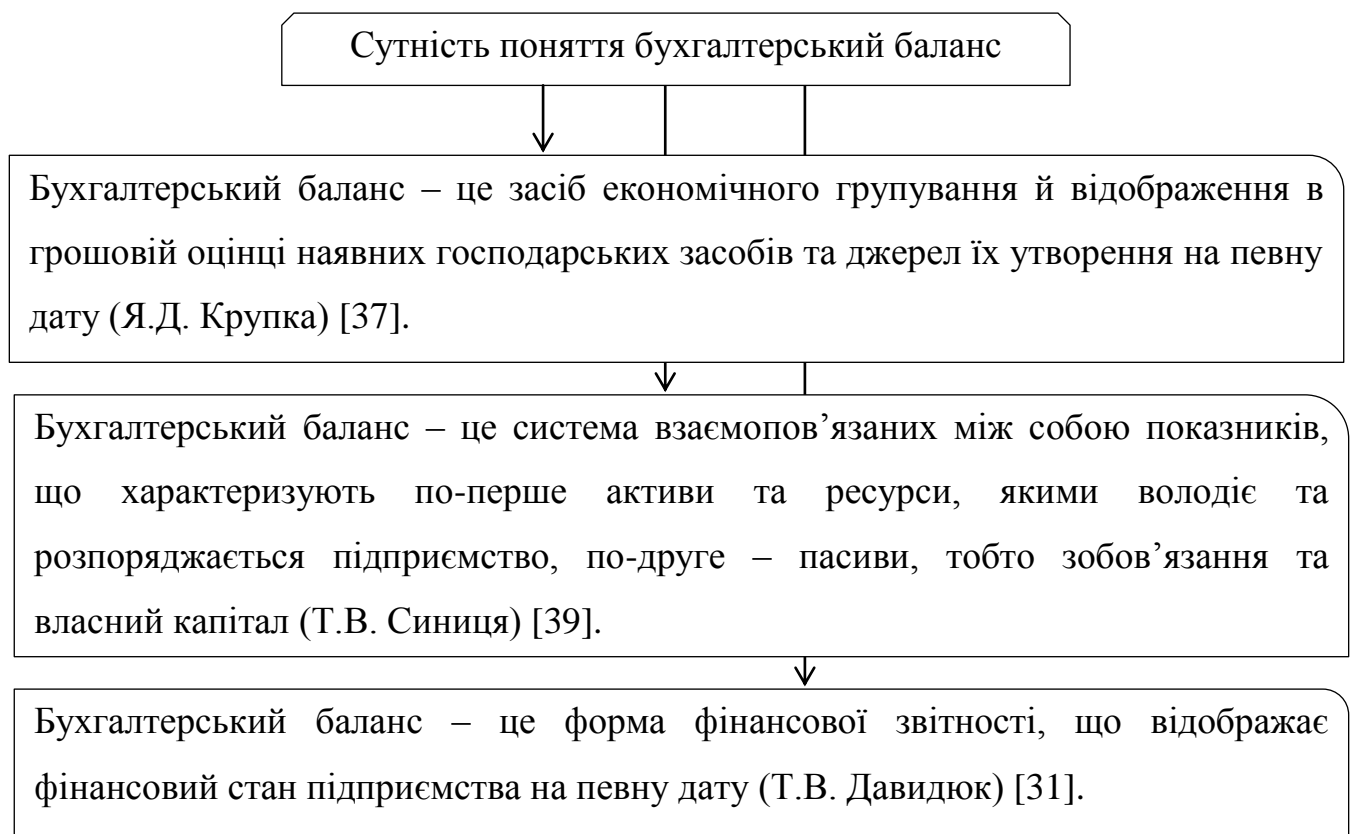 Сутність поняття бухгалтерський баланс
Бухгалтерський баланс – це засіб економічного групування й відображення в
грошовій оцінці наявних господарських засобів та джерел їх утворення на певну
дату (Я.Д. Крупка) [37].
Бухгалтерський баланс – це система взаємопов’язаних між собою показників,
що характеризують по-перше активи та ресурси, якими володіє та
розпоряджається підприємство, по-друге – пасиви, тобто зобов’язання та
власний капітал (Т.В. Синиця) [39].
Бухгалтерський баланс – це форма фінансової звітності, що відображає
фінансовий стан підприємства на певну дату (Т.В. Давидюк) [31].